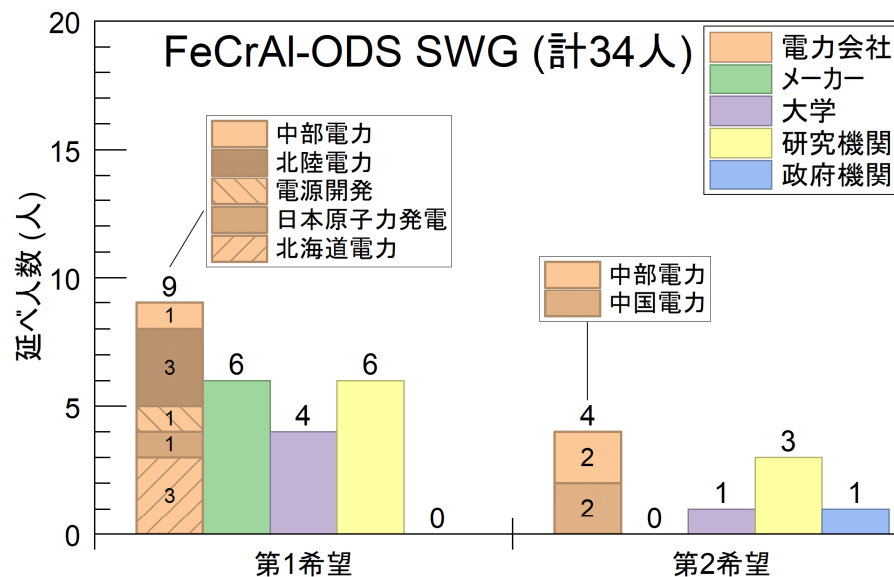 FeCrAl-ODS SWG (計34人)
電力会社
メーカー
大学
研究機関
政府機関
中部電力
北陸電力
電源開発
日本原子力発電
北海道電力
中部電力
中国電力
延べ人数 (人)
20
15
10
5
0
9
1
3
1
1
3
6
4
6
0
4
2
2
0
1
3
1
第1希望
第2希望